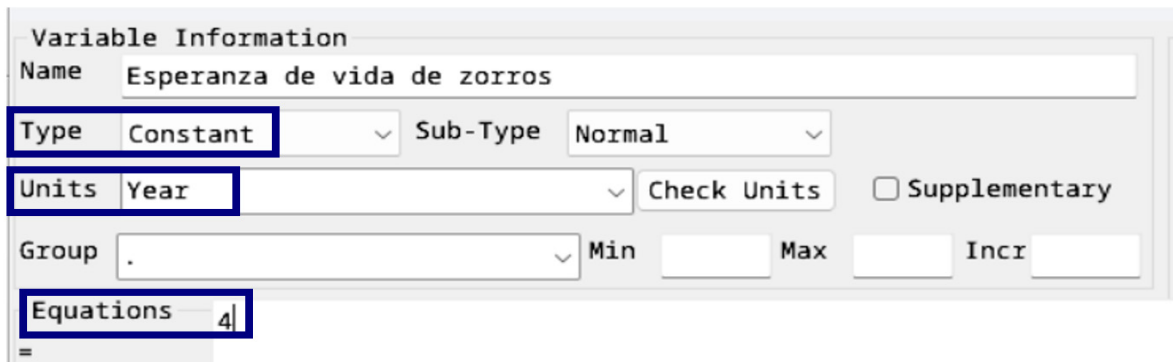 Variable Information
Name Esperanza de vida de zorros
Type Constant Sub-Type Normal
Units Year Check Units Supplementary
Group . Min Max Incr
Equations 4
=